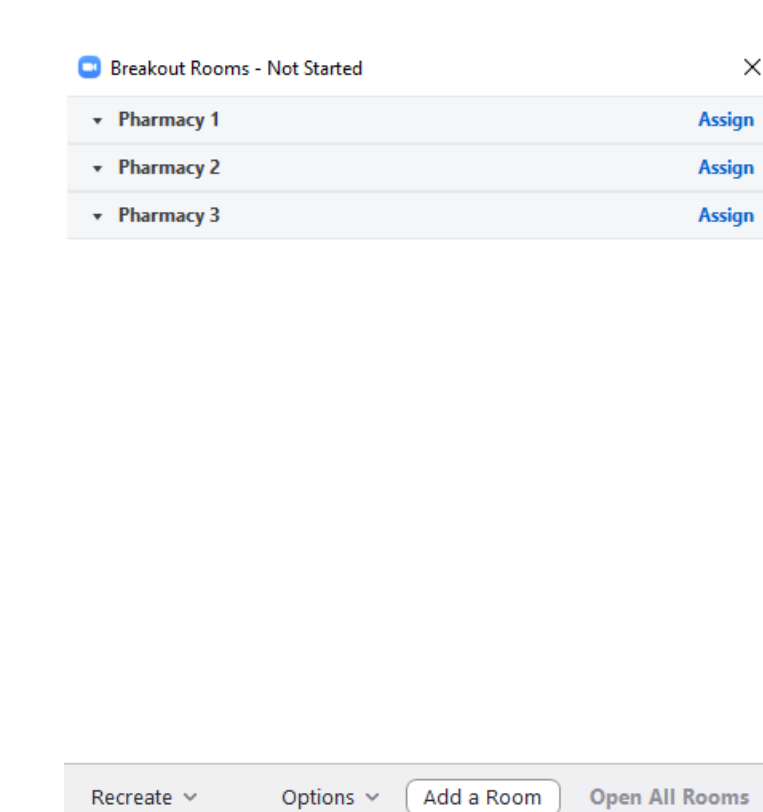 Breakout Rooms - Not Started
Pharmacy 1 Assign
Pharmacy 2 Assign
Pharmacy 3 Assign
Recreate Options Add a Room Open All Rooms